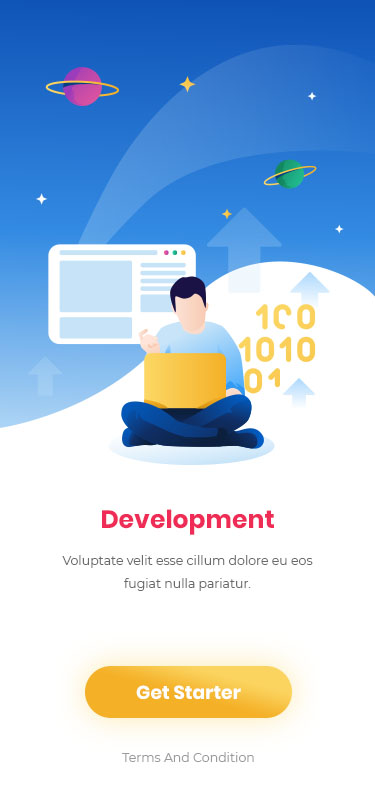 100
1010
01
Development
Voluptate velit esse cillum dolore eu eos
fugiat nulla pariatur.
Get Starter
Terms And Condition